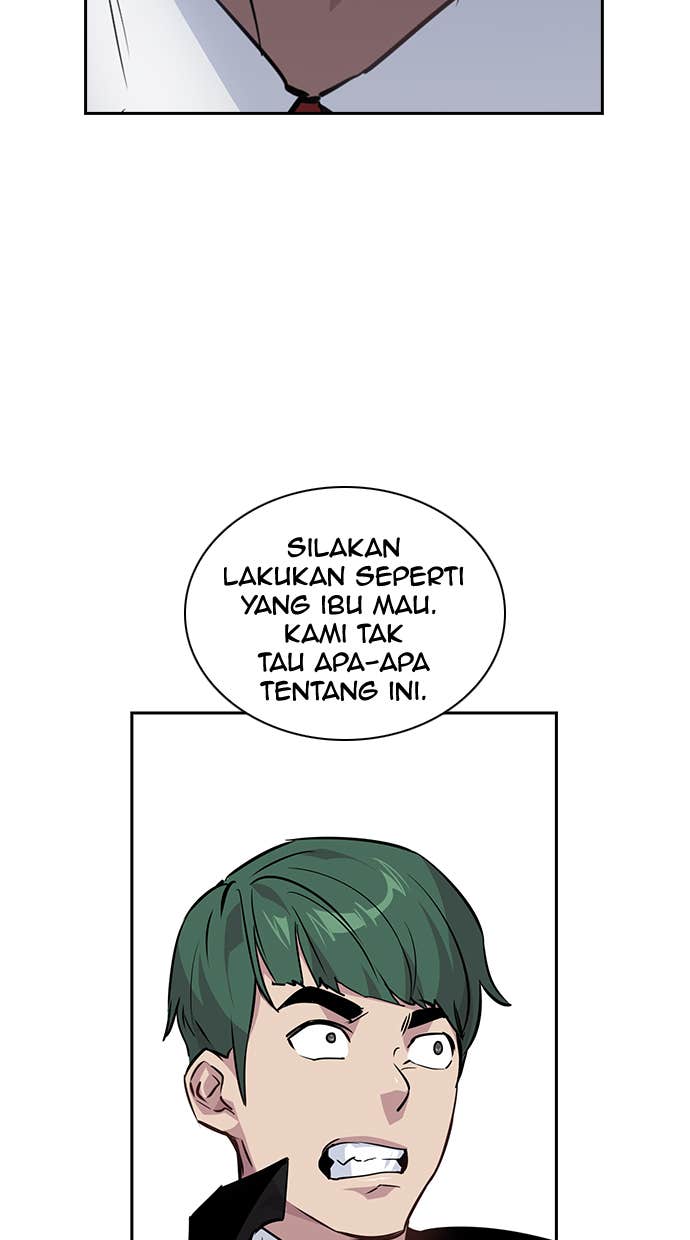 SILAKAN
LAKUKAN SEPERTI
YANG IBU MAU.
KAMI TAK
TAU APA-APA
TENTANG INI.